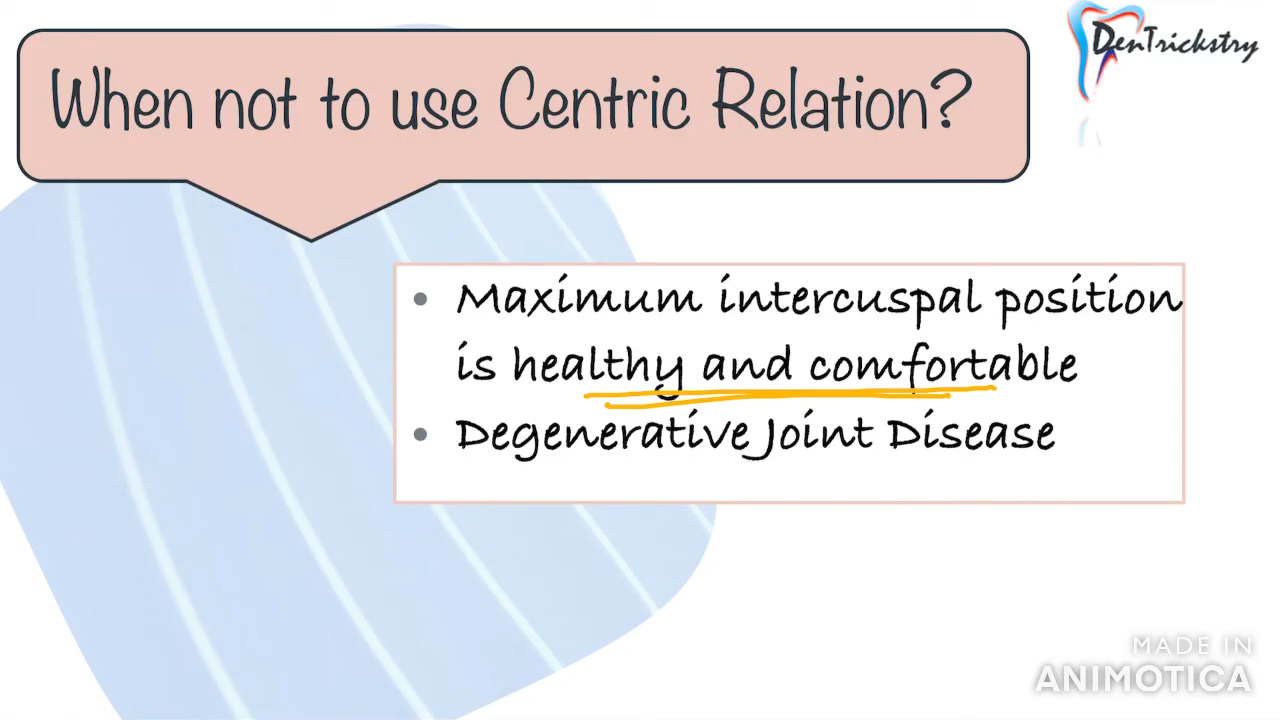 DenTrickstry
When not to use Centric Relation?
• Maximum intercuspal position
is healthy and comfortable
• Degenerative Joint Disease
MADE IN
ANIMOTICA